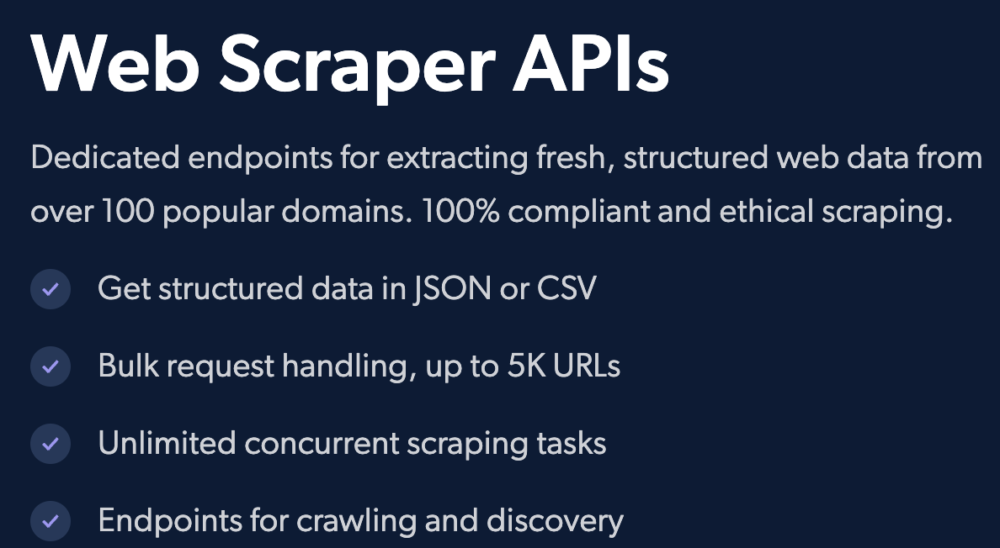 Web Scraper APIs
Dedicated endpoints for extracting fresh, structured web data from
over 100 popular domains. 100% compliant and ethical scraping.
Get structured data in JSON or CSV
Bulk request handling, up to 5K URLs
Unlimited concurrent scraping tasks
Endpoints for crawling and discovery